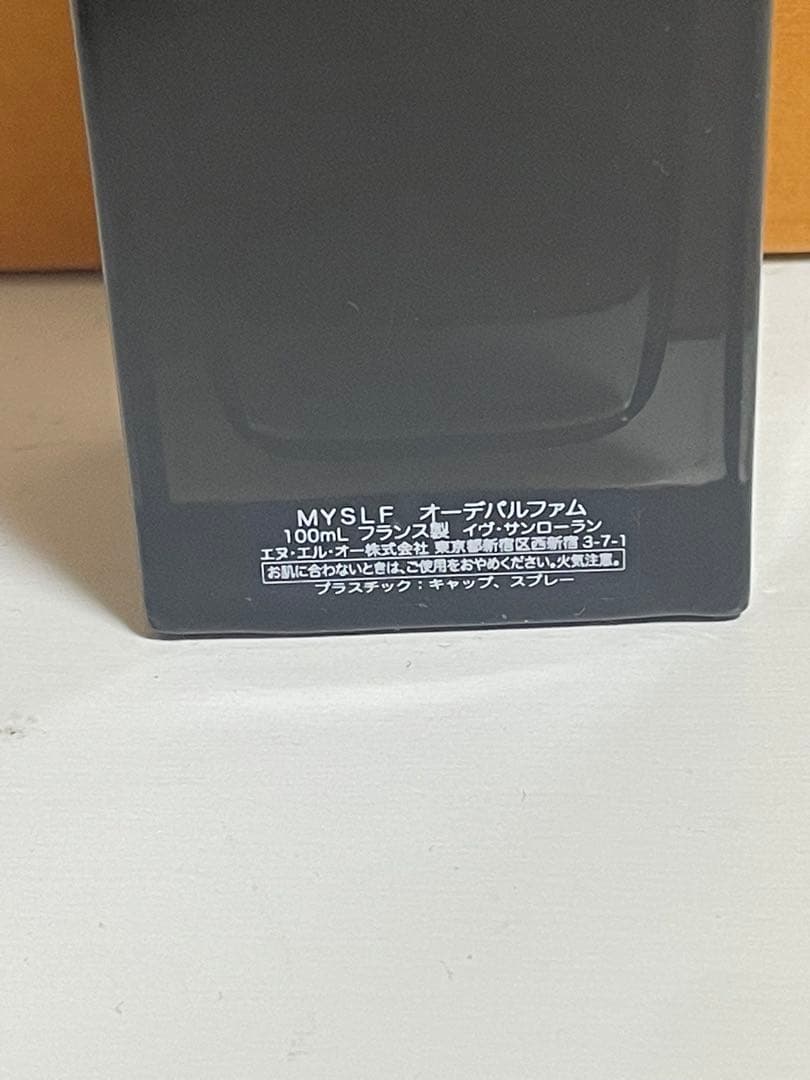 MYSLF オーデパルファム
100mL フランス製 イヴ・サンローラン
エヌ・エル・オー株式会社 東京都新宿区西新宿 3-7-1
お肌に合わないときは、ご使用をおやめください。火気注意。
プラスチック：キャップ、スプレー